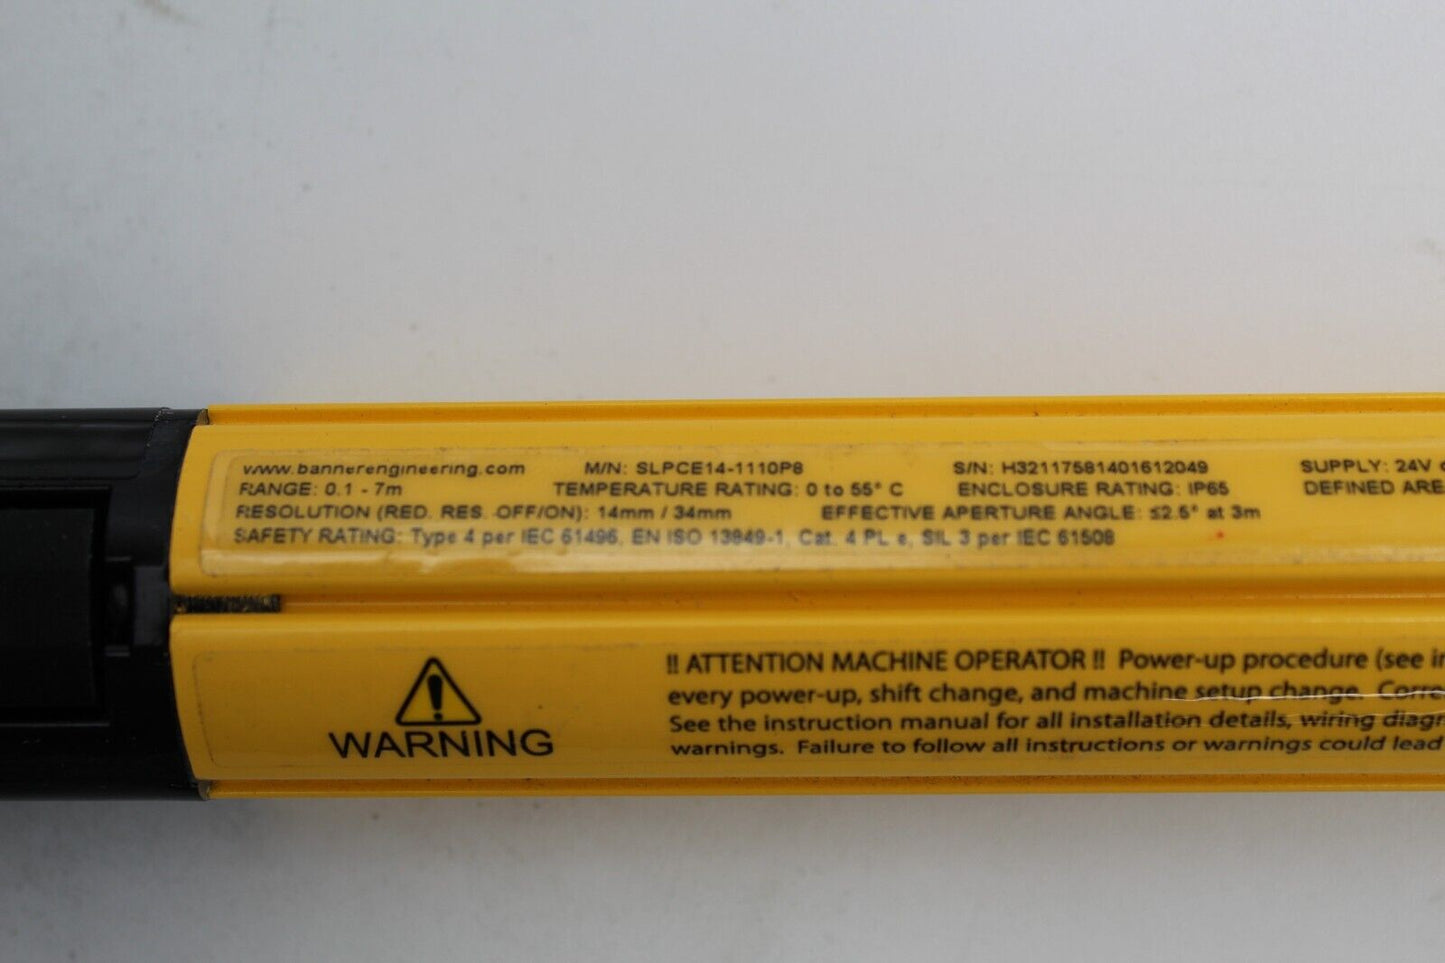 www.bannerengineering.com M/N: SLPCE14-1110P8 S/N: H32117581401612049 SUPPLY: 24V
RANGE: 0.1 - 7m TEMPERATURE RATING: 0 to 55° C ENCLOSURE RATING: IP65 DEFINED ARE
RESOLUTION (RED. RES. OFF/ON): 14mm / 34mm EFFECTIVE APERTURE ANGLE: ≤2.5° at 3m
SAFETY RATING: Type 4 per IEC 61496, EN ISO 13849-1, Cat. 4 PL e, SIL 3 per IEC 61508
WARNING
!! ATTENTION MACHINE OPERATOR !! Power-up procedure (see in
every power-up, shift change, and machine setup change. Corre
See the instruction manual for all installation details, wiring diagr
warnings. Failure to follow all instructions or warnings could lead